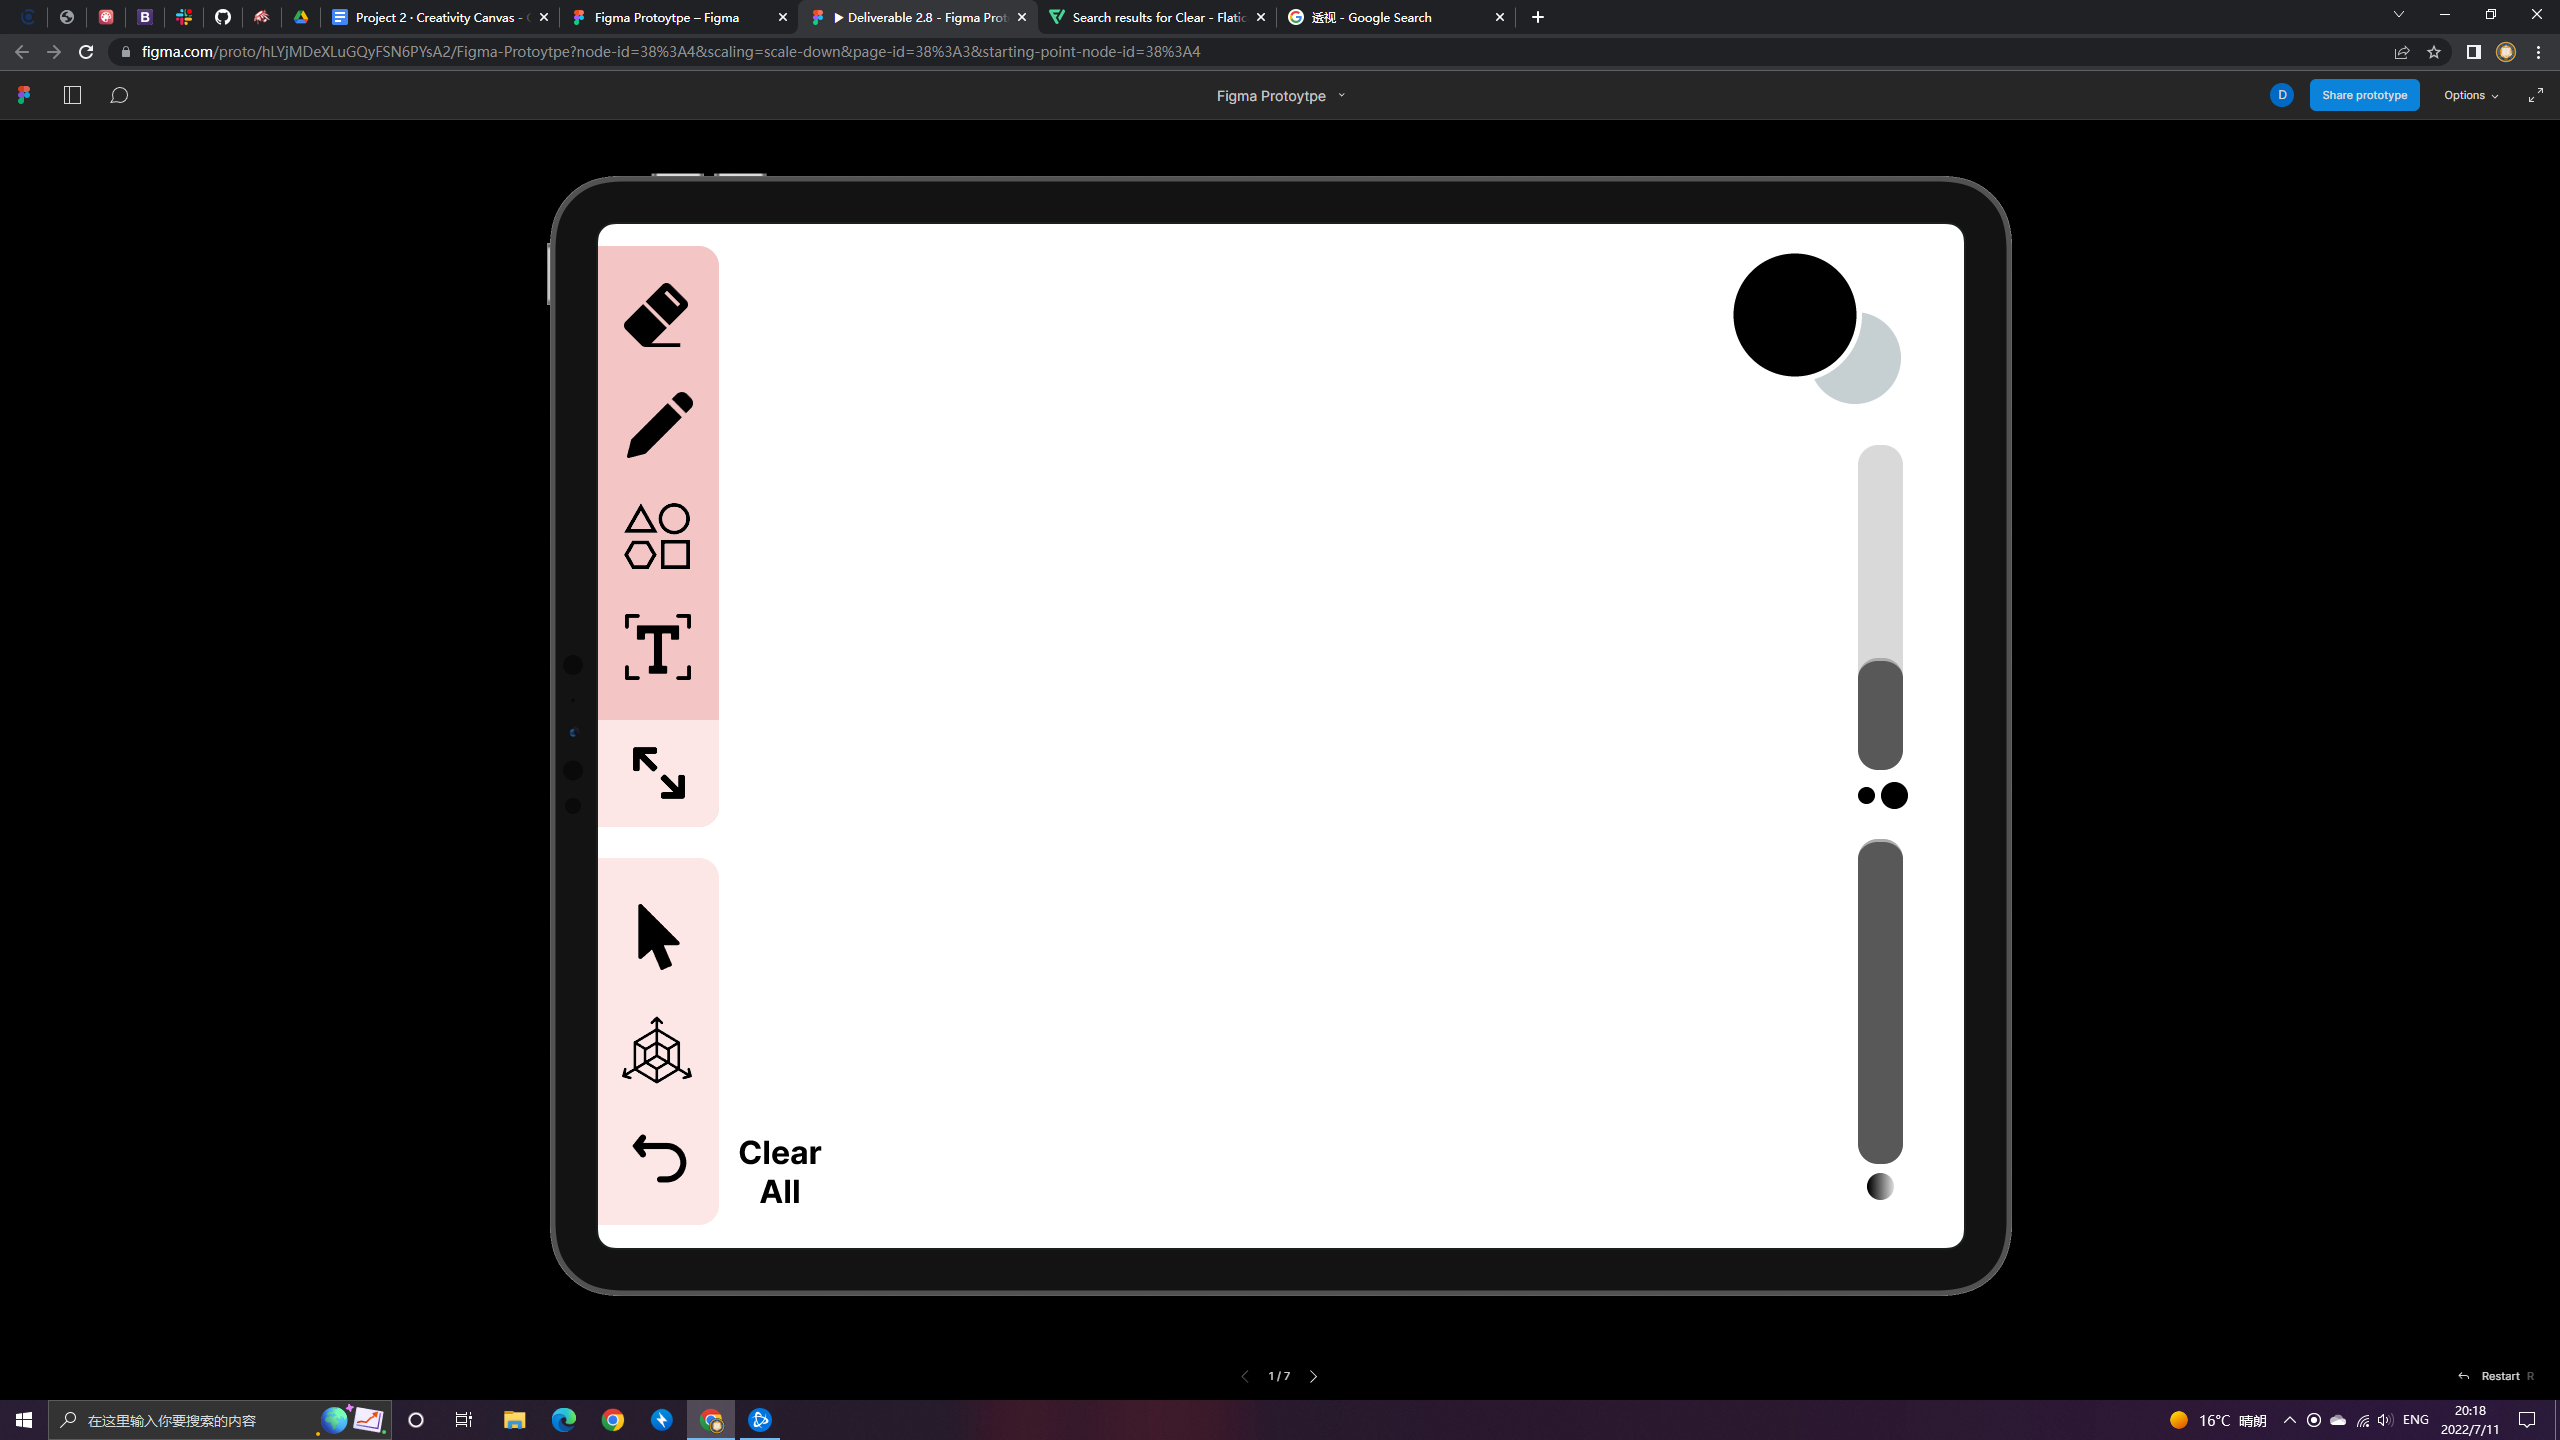 Project 2 · Creativity Canvas -
Figma Protoytpe – Figma
▶ Deliverable 2.8 - Figma Prot
Search results for Clear - Flatic
透视 - Google Search
figma.com/proto/hLYjMDeXLuGQyFSN6PYsA2/Figma-Protoytpe?node-id=38%3A4&scaling=scale-down&page-id=38%3A3&starting-point-node-id=38%3A4
Figma Protoytpe
D
Share prototype
Options
T
Clear
All
1 / 7
Restart R
在这里输入你要搜索的内容
16°C 晴朗
ENG
20:18
2022/7/11